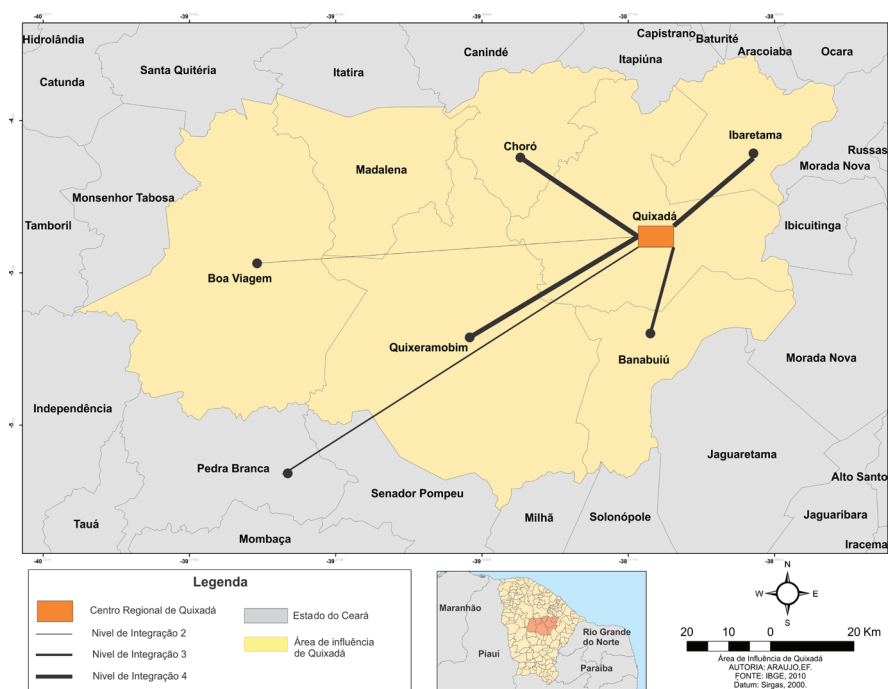 -40
-39
-39
-39
-38
-38
Hidrolândia
Catunda
Santa Quitéria
Itatira
Canindé
Capistrano
Baturité
Itapiúna
Aracoiaba
Ocara
-4
Choró
Ibaretama
Russas
Morada Nova
Madalena
Monsenhor Tabosa
Tamboril
Quixadá
Ibicuitinga
Boa Viagem
Quixeramobim
Banabuiú
Morada Nova
Independência
Pedra Branca
Senador Pompeu
Jaguaretama
Alto Santo
Tauá
Mombaça
Milhã
Solonópole
Jaguaribara
Iracema
-40
-39
-39
-39
-38
-38
Legenda
Centro Regional de Quixadá
Nivel de Integração 2
Nivel de Integração 3
Nivel de Integração 4
Estado do Ceará
Área de influência
de Quixadá
Maranhão
Piaui
Rio Grande
do Norte
Paraiba
N
W
E
S
20 10 0 20 Km
Área de Influência de Quixadá
AUTORIA: ARAUJO,EF.
FONTE: IBGE, 2010
Datum: Sirgas, 2000.